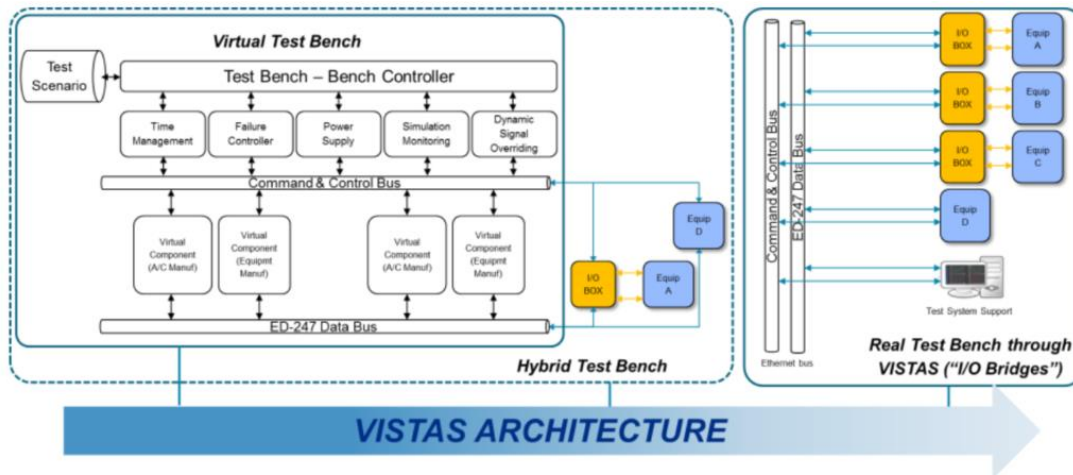 Virtual Test Bench
Test
Scenario
Test Bench – Bench Controller
Time
Management
Failure
Controller
Power
Supply
Simulation
Monitoring
Dynamic
Signal
Overriding
Command & Control Bus
Virtual
Component
(A/C Manuf)
Virtual
Component
(Equipmt
Manuf)
Virtual
Component
(A/C Manuf)
Virtual
Component
(Equipmt
Manuf)
ED-247 Data Bus
Equip
D
I/O
BOX
Equip
A
Hybrid Test Bench
Command & Control Bus
ED-247 Data Bus
Ethernet bus
I/O
BOX
Equip
A
I/O
BOX
Equip
B
I/O
BOX
Equip
C
Equip
D
Test System Support
Real Test Bench through
VISTAS ("I/O Bridges")
VISTAS ARCHITECTURE